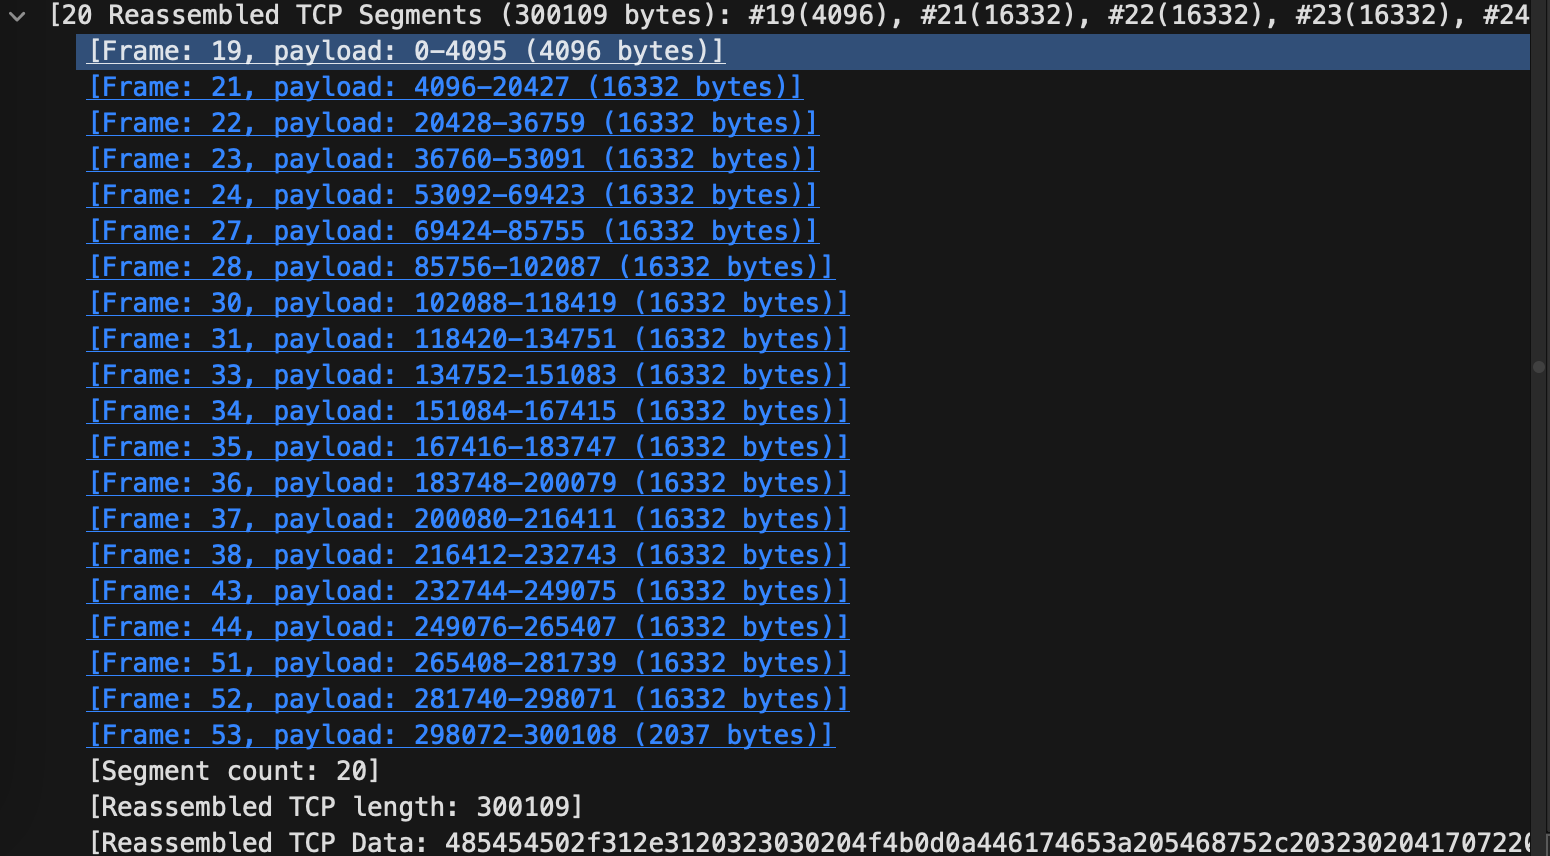 [20 Reassembled TCP Segments (300109 bytes): #19(4096), #21(16332), #22(16332), #23(16332), #24
[Frame: 19, payload: 0-4095 (4096 bytes)]
[Frame: 21, payload: 4096-20427 (16332 bytes)]
[Frame: 22, payload: 20428-36759 (16332 bytes)]
[Frame: 23, payload: 36760-53091 (16332 bytes)]
[Frame: 24, payload: 53092-69423 (16332 bytes)]
[Frame: 27, payload: 69424-85755 (16332 bytes)]
[Frame: 28, payload: 85756-102087 (16332 bytes)]
[Frame: 30, payload: 102088-118419 (16332 bytes)]
[Frame: 31, payload: 118420-134751 (16332 bytes)]
[Frame: 33, payload: 134752-151083 (16332 bytes)]
[Frame: 34, payload: 151084-167415 (16332 bytes)]
[Frame: 35, payload: 167416-183747 (16332 bytes)]
[Frame: 36, payload: 183748-200079 (16332 bytes)]
[Frame: 37, payload: 200080-216411 (16332 bytes)]
[Frame: 38, payload: 216412-232743 (16332 bytes)]
[Frame: 43, payload: 232744-249075 (16332 bytes)]
[Frame: 44, payload: 249076-265407 (16332 bytes)]
[Frame: 51, payload: 265408-281739 (16332 bytes)]
[Frame: 52, payload: 281740-298071 (16332 bytes)]
[Frame: 53, payload: 298072-300108 (2037 bytes)]
[Segment count: 20]
[Reassembled TCP length: 300109]
[Reassembled TCP Data: 485454502f312e3120323030204f4b0d0a446174653a205468752c2032302041707220